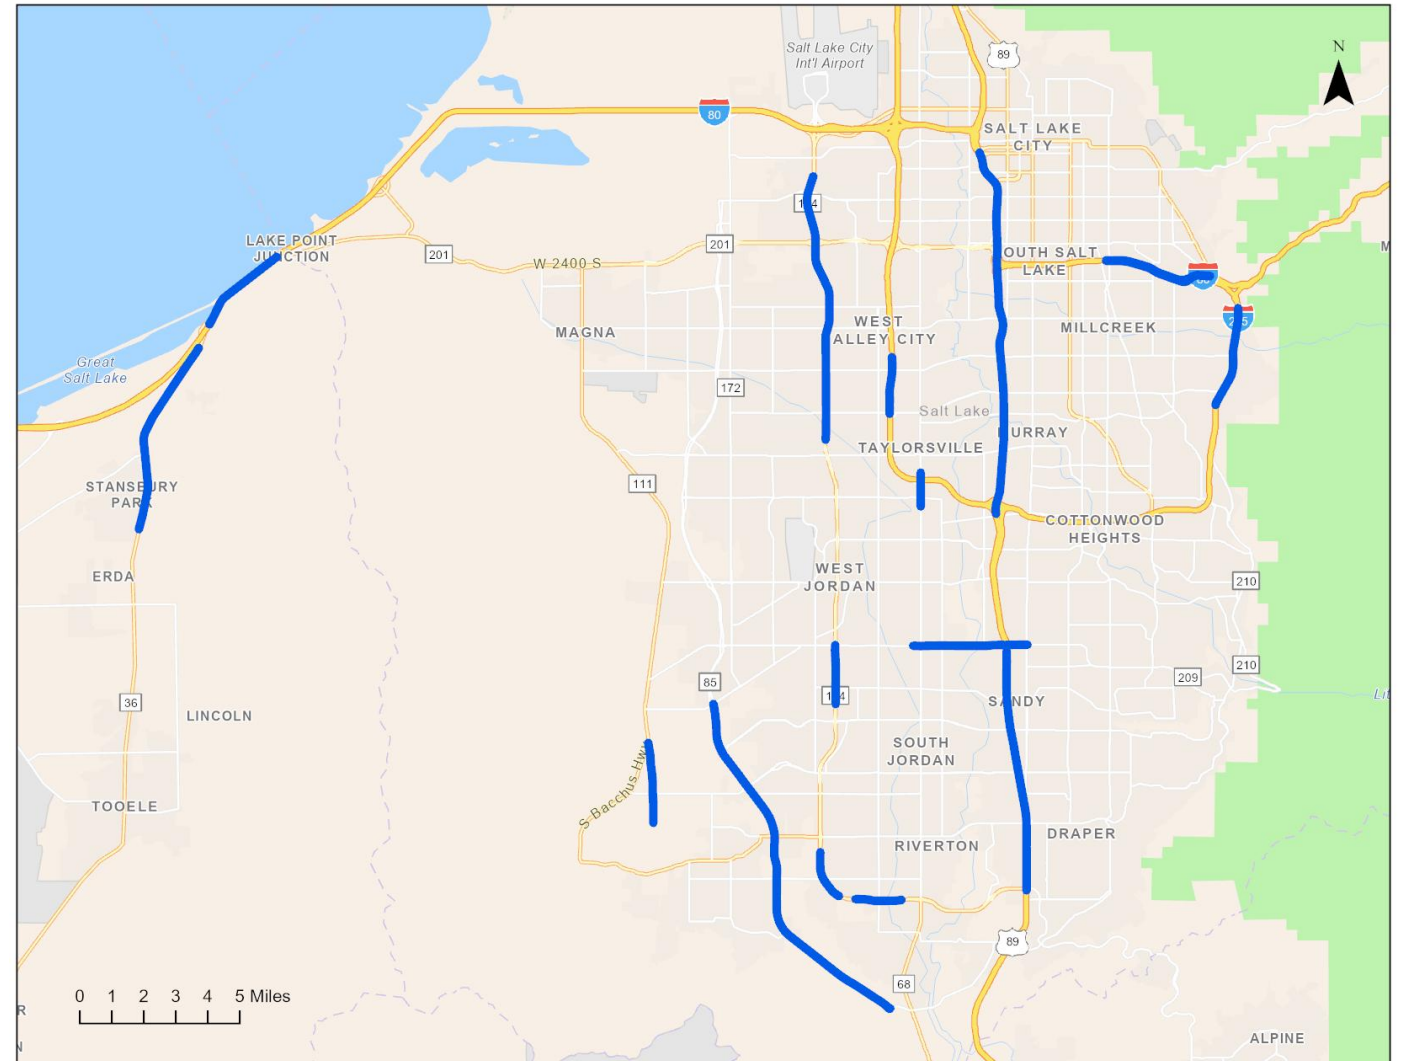 Salt Lake City
Int'l Airport
89
N
80
SALT LAKE
CITY
LAKE POINT
JUNCTION
201
201
W 2400 S
OUTH SALT
LAKE
MAGNA
WEST
ALLEY CITY
MILLCREEK
Great
Salt Lake
172
Salt Lake
URRAY
TAYLORSVILLE
111
STANSBURY
PARK
COTTONWOOD
HEIGHTS
ERDA
WEST
JORDAN
210
210
85
209
SANDY
36
LINCOLN
SOUTH
JORDAN
S Bacchus Hwy
TOOELE
DRAPER
RIVERTON
89
68
0 1 2 3 4 5 Miles
ALPINE